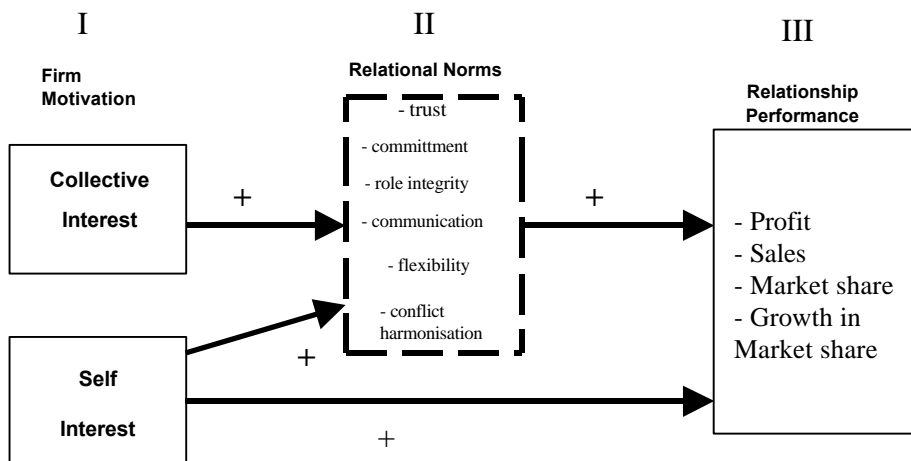 I
II
III
Firm
Motivation
Relational Norms
Relationship
Performance
Collective
Interest
+
- trust
- committment
- role integrity
- communication
- flexibility
- conflict
harmonisation
+
- Profit
- Sales
- Market share
- Growth in
Market share
Self
Interest
+
+